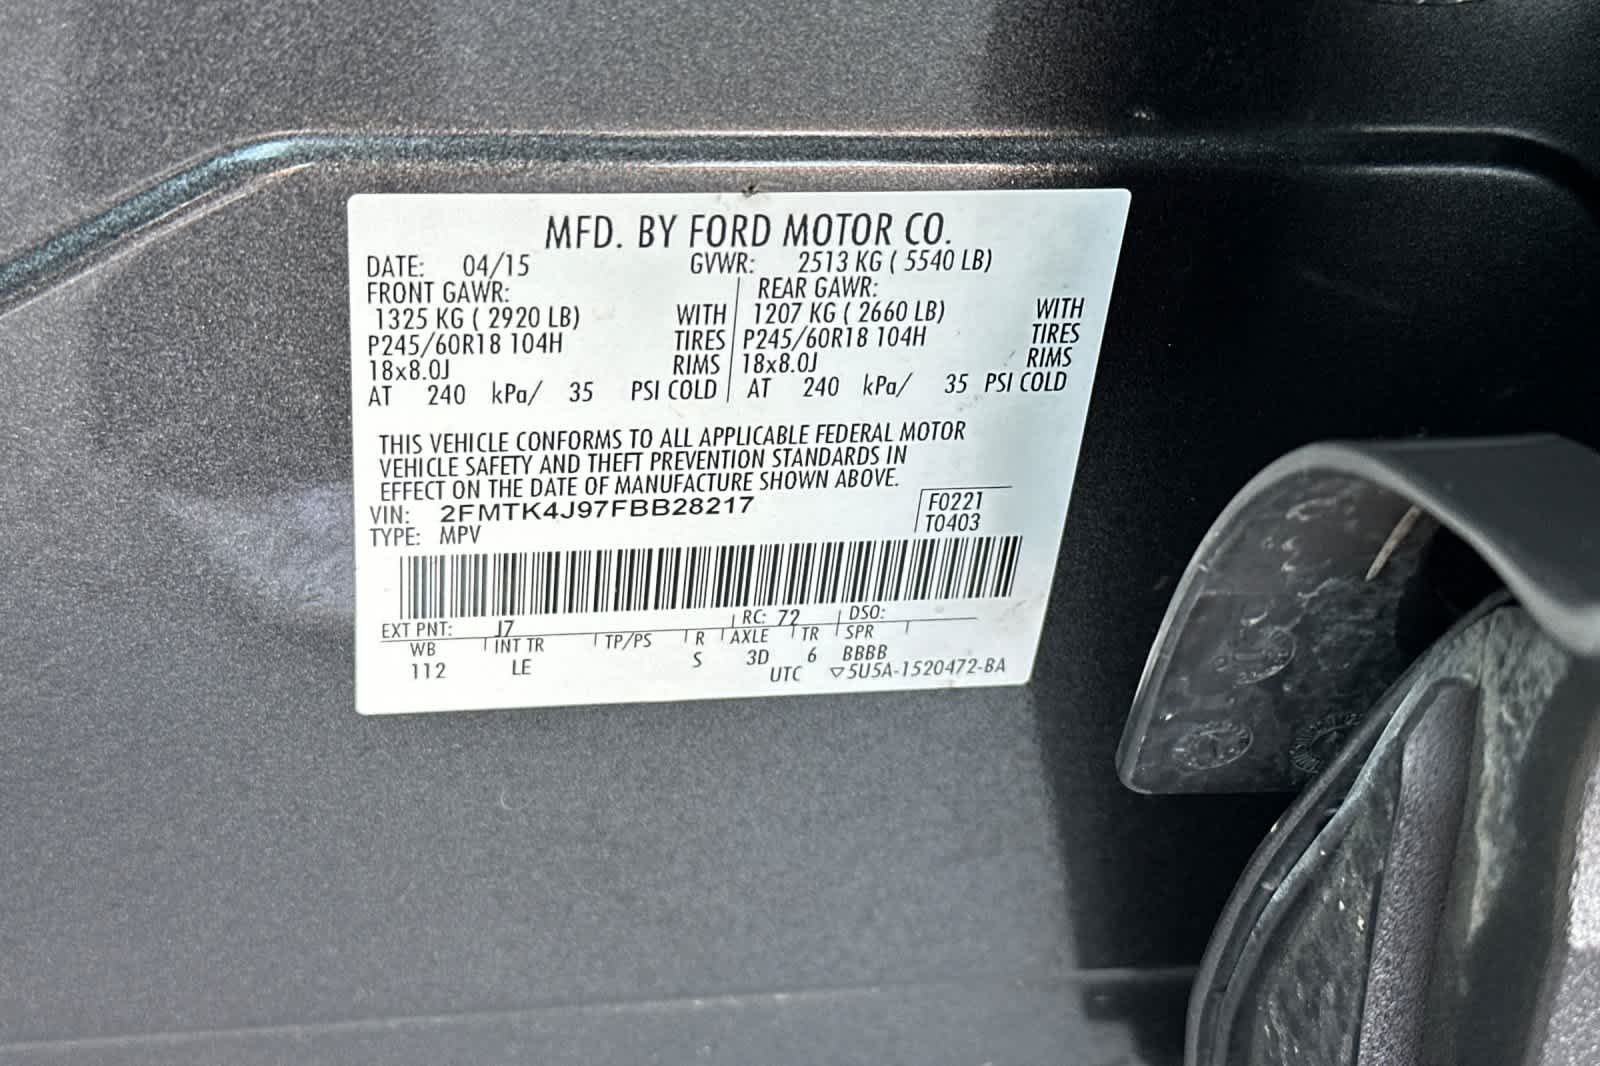 MFD. BY FORD MOTOR CO.
DATE: 04/15 GVWR: 2513 KG ( 5540 LB)
FRONT GAWR: REAR GAWR:
1325 KG ( 2920 LB) WITH 1207 KG ( 2660 LB) WITH
P245/60R18 104H TIRES P245/60R18 104H TIRES
18x8.0J RIMS 18x8.0J RIMS
AT 240 kPa/ 35 PSI COLD AT 240 kPa/ 35 PSI COLD
THIS VEHICLE CONFORMS TO ALL APPLICABLE FEDERAL MOTOR
VEHICLE SAFETY AND THEFT PREVENTION STANDARDS IN
EFFECT ON THE DATE OF MANUFACTURE SHOWN ABOVE.
VIN: 2FMTK4J97FBB28217 F0221
TYPE: MPV T0403
EXT PNT: J7 RC: 72 DSO:
WB INT TR TP/PS R AXLE TR SPR
112 LE S 3D 6 BBBB
UTC ▽5U5A-1520472-BA